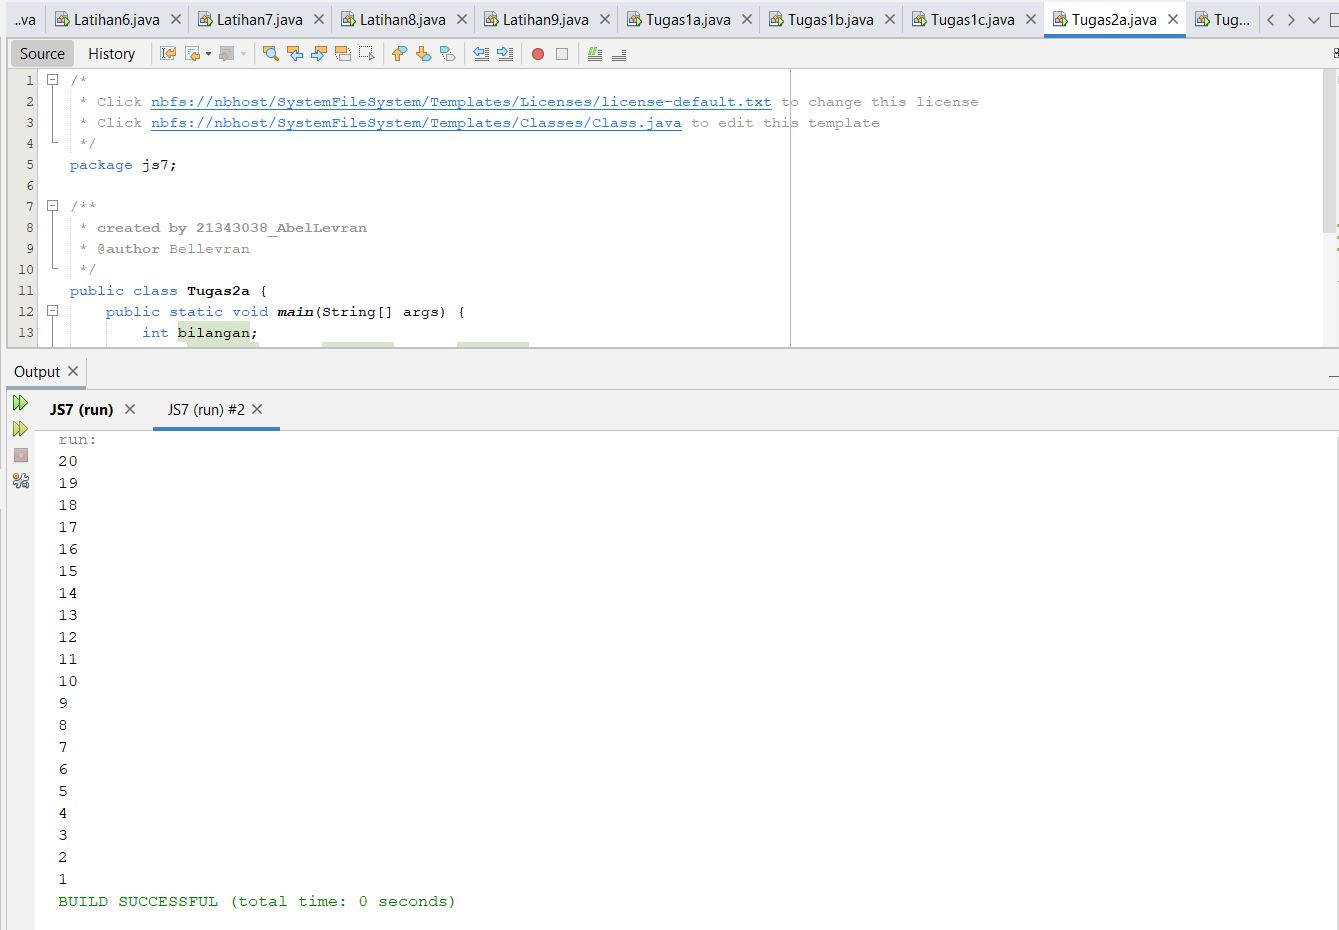 ..va Latihan6.java Latihan7.java Latihan8.java Latihan9.java Tugas1a.java Tugas1b.java Tugas1c.java Tugas2a.java Tug...
Source History
1 /*
2 * Click nbfs://nbhost/SystemFileSystem/Templates/Licenses/license-default.txt to change this license
3 * Click nbfs://nbhost/SystemFileSystem/Templates/Classes/Class.java to edit this template
4 */
5 package js7;
6
7 /**
8 * created by 21343038_AbelLevran
9 * @author Bellevran
10 */
11 public class Tugas2a {
12 public static void main(String[] args) {
13 int bilangan;
Output
JS7 (run) JS7 (run) #2
run:
20
19
18
17
16
15
14
13
12
11
10
9
8
7
6
5
4
3
2
1
BUILD SUCCESSFUL (total time: 0 seconds)